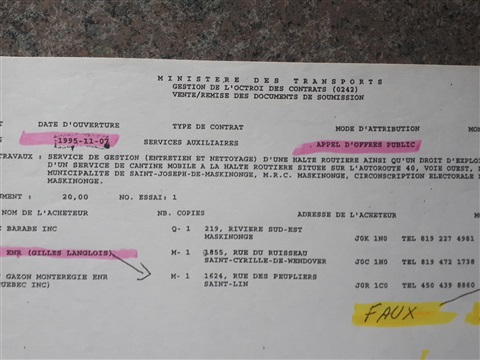 MINISTERE DES TRANSPORTS
GESTION DE L'OCTROI DES CONTRATS (0242)
VENTE/REMISE DES DOCUMENTS DE SOUMISSION
DATE D'OUVERTURE TYPE DE CONTRAT MODE D'ATTRIBUTION
1995-11-07 SERVICES AUXILIAIRES APPEL D'OFFRES PUBLIC
TRAVAUX : SERVICE DE GESTION (ENTRETIEN ET NETTOYAGE) D'UNE HALTE ROUTIERE AINSI QU'UN DROIT D'EXPLOI
D'UN SERVICE DE CANTINE MOBILE A LA HALTE ROUTIERE SITUEE SUR L'AUTOROUTE 40, VOIE OUEST,
MUNICIPALITE DE SAINT-JOSEPH-DE-MASKINONGE, M.R.C. MASKINONGE, CIRCONSCRIPTION ELECTORALE
MASKINONGE.
UMENT : 20,00 NO. ESSAI: 1
NOM DE L'ACHETEUR NB. COPIES ADRESSE DE L'ACHETEUR
BARABE INC Q- 1 219, RIVIERE SUD-EST
MASKINONGE J0K 1N0 TEL 819 227 4981
ENR (GILLES LANGLOIS) M- 1 1855, RUE DU RUISSEAU
SAINT-CYRILLE-DE-WENDOVER J0C 1H0 TEL 819 472 1738
GAZON MONTEREGIE ENR M- 1 1624, RUE DES PEUPLIERS
UEBEC INC) SAINT-LIN J0R 1C0 TEL 450 439 8860
FAUX